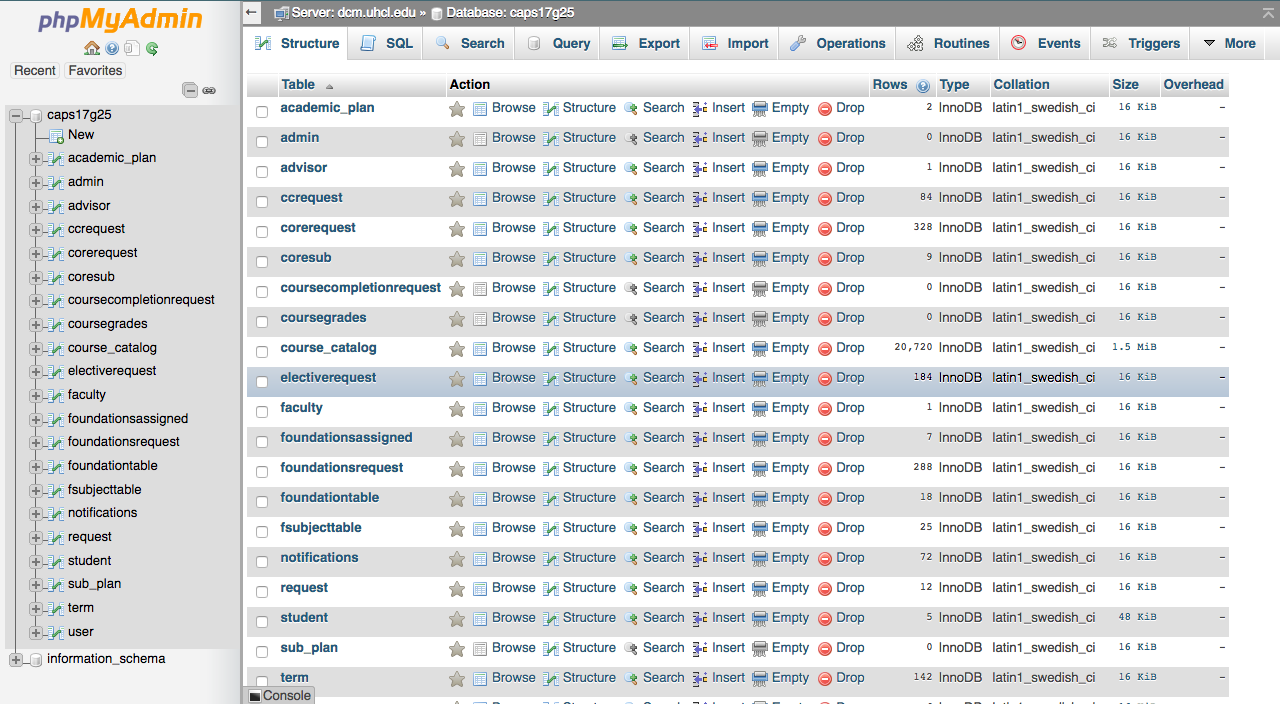 phpMyAdmin
Recent Favorites
caps17g25
New
academic_plan
admin
advisor
ccrequest
corerequest
coresub
coursecompletionrequest
coursegrades
course_catalog
electiverequest
faculty
foundationsassigned
foundationsrequest
foundationtable
fsubjecttable
notifications
request
student
sub_plan
term
user
information_schema
Server: dcm.uhcl.edu » Database: caps17g25
Structure SQL Search Query Export Import Operations Routines Events Triggers More
Table Action Rows Type Collation Size Overhead
academic_plan Browse Structure Search Insert Empty Drop 2 InnoDB latin1_swedish_ci 16 KiB -
admin Browse Structure Search Insert Empty Drop 0 InnoDB latin1_swedish_ci 16 KiB -
advisor Browse Structure Search Insert Empty Drop 1 InnoDB latin1_swedish_ci 16 KiB -
ccrequest Browse Structure Search Insert Empty Drop 84 InnoDB latin1_swedish_ci 16 KiB -
corerequest Browse Structure Search Insert Empty Drop 328 InnoDB latin1_swedish_ci 16 KiB -
coresub Browse Structure Search Insert Empty Drop 9 InnoDB latin1_swedish_ci 16 KiB -
coursecompletionrequest Browse Structure Search Insert Empty Drop 0 InnoDB latin1_swedish_ci 16 KiB -
coursegrades Browse Structure Search Insert Empty Drop 0 InnoDB latin1_swedish_ci 16 KiB -
course_catalog Browse Structure Search Insert Empty Drop 20,720 InnoDB latin1_swedish_ci 1.5 MiB -
electiverequest Browse Structure Search Insert Empty Drop 184 InnoDB latin1_swedish_ci 16 KiB -
faculty Browse Structure Search Insert Empty Drop 1 InnoDB latin1_swedish_ci 16 KiB -
foundationsassigned Browse Structure Search Insert Empty Drop 7 InnoDB latin1_swedish_ci 16 KiB -
foundationsrequest Browse Structure Search Insert Empty Drop 288 InnoDB latin1_swedish_ci 16 KiB -
foundationtable Browse Structure Search Insert Empty Drop 18 InnoDB latin1_swedish_ci 16 KiB -
fsubjecttable Browse Structure Search Insert Empty Drop 25 InnoDB latin1_swedish_ci 16 KiB -
notifications Browse Structure Search Insert Empty Drop 72 InnoDB latin1_swedish_ci 16 KiB -
request Browse Structure Search Insert Empty Drop 12 InnoDB latin1_swedish_ci 16 KiB -
student Browse Structure Search Insert Empty Drop 5 InnoDB latin1_swedish_ci 48 KiB -
sub_plan Browse Structure Search Insert Empty Drop 0 InnoDB latin1_swedish_ci 16 KiB -
term Browse Structure Search Insert Empty Drop 142 InnoDB latin1_swedish_ci 16 KiB -
Console